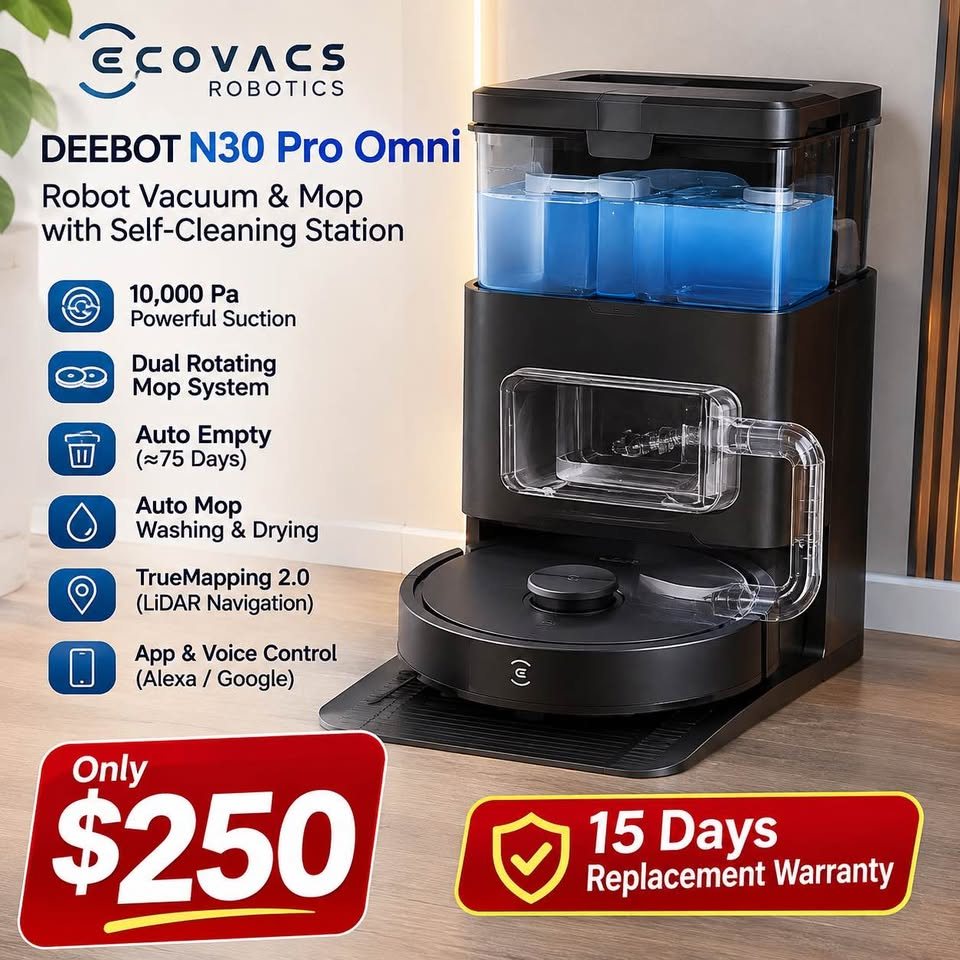 ECOVACS
ROBOTICS
DEEBOT N30 Pro Omni
Robot Vacuum & Mop
with Self-Cleaning Station
10,000 Pa
Powerful Suction
Dual Rotating
Mop System
Auto Empty
(≈75 Days)
Auto Mop
Washing & Drying
TrueMapping 2.0
(LiDAR Navigation)
App & Voice Control
(Alexa / Google)
Only
$250
15 Days
Replacement Warranty